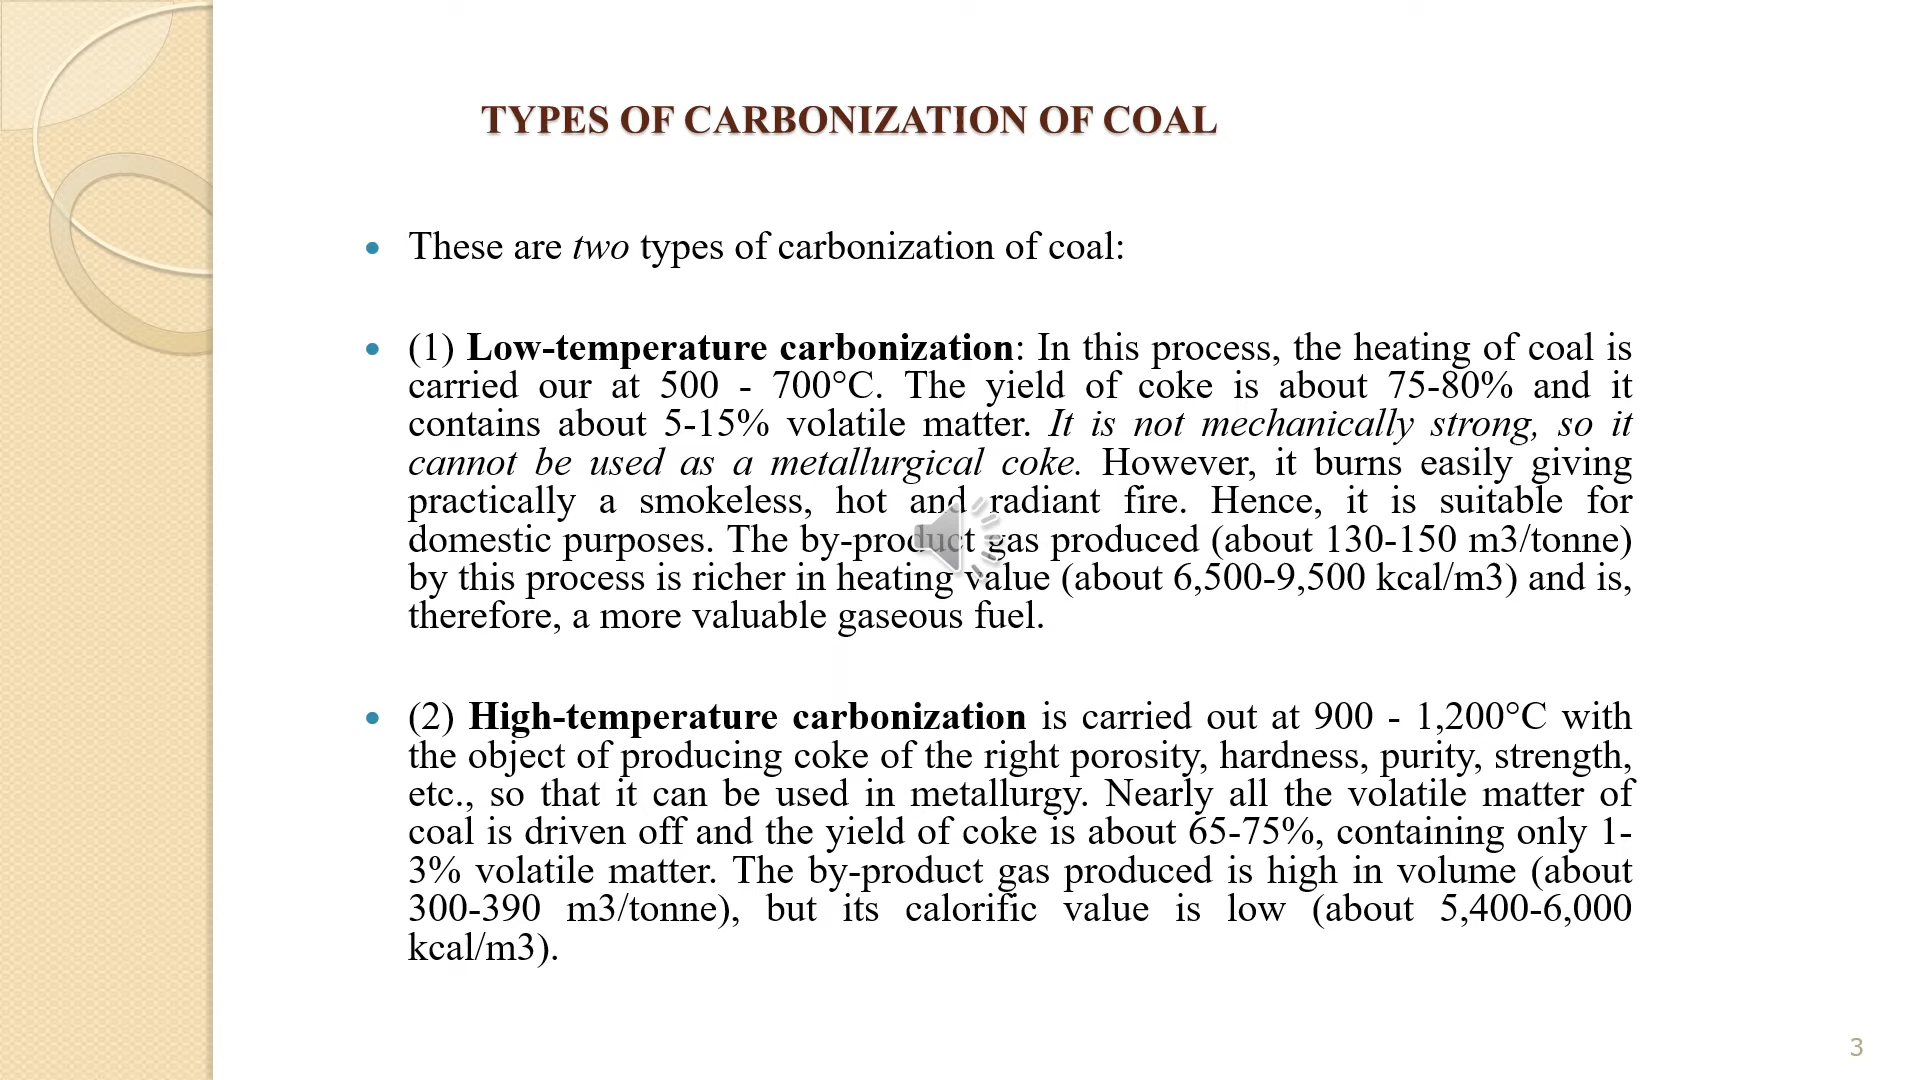 TYPES OF CARBONIZATION OF COAL
• These are two types of carbonization of coal:
• (1) Low-temperature carbonization: In this process, the heating of coal is
carried our at 500 - 700°C. The yield of coke is about 75-80% and it
contains about 5-15% volatile matter. It is not mechanically strong, so it
cannot be used as a metallurgical coke. However, it burns easily giving
practically a smokeless, hot and radiant fire. Hence, it is suitable for
domestic purposes. The by-product gas produced (about 130-150 m3/tonne)
by this process is richer in heating value (about 6,500-9,500 kcal/m3) and is,
therefore, a more valuable gaseous fuel.
• (2) High-temperature carbonization is carried out at 900 - 1,200°C with
the object of producing coke of the right porosity, hardness, purity, strength,
etc., so that it can be used in metallurgy. Nearly all the volatile matter of
coal is driven off and the yield of coke is about 65-75%, containing only 1-
3% volatile matter. The by-product gas produced is high in volume (about
300-390 m3/tonne), but its calorific value is low (about 5,400-6,000
kcal/m3).
3